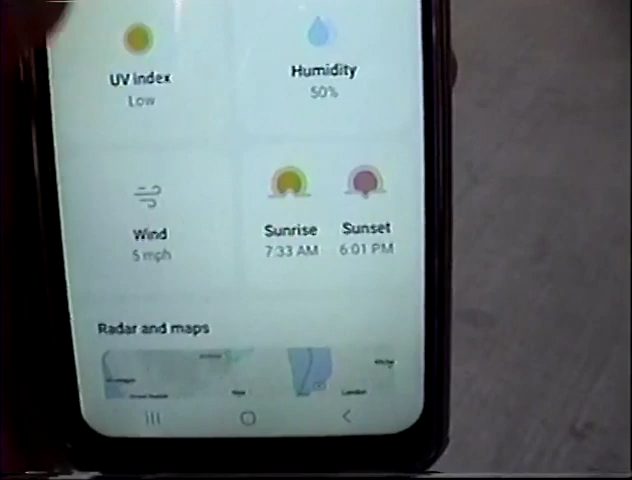 UV index
Low
Humidity
50%
Wind
5 mph
Sunrise
7:33 AM
Sunset
6:01 PM
Radar and maps
London